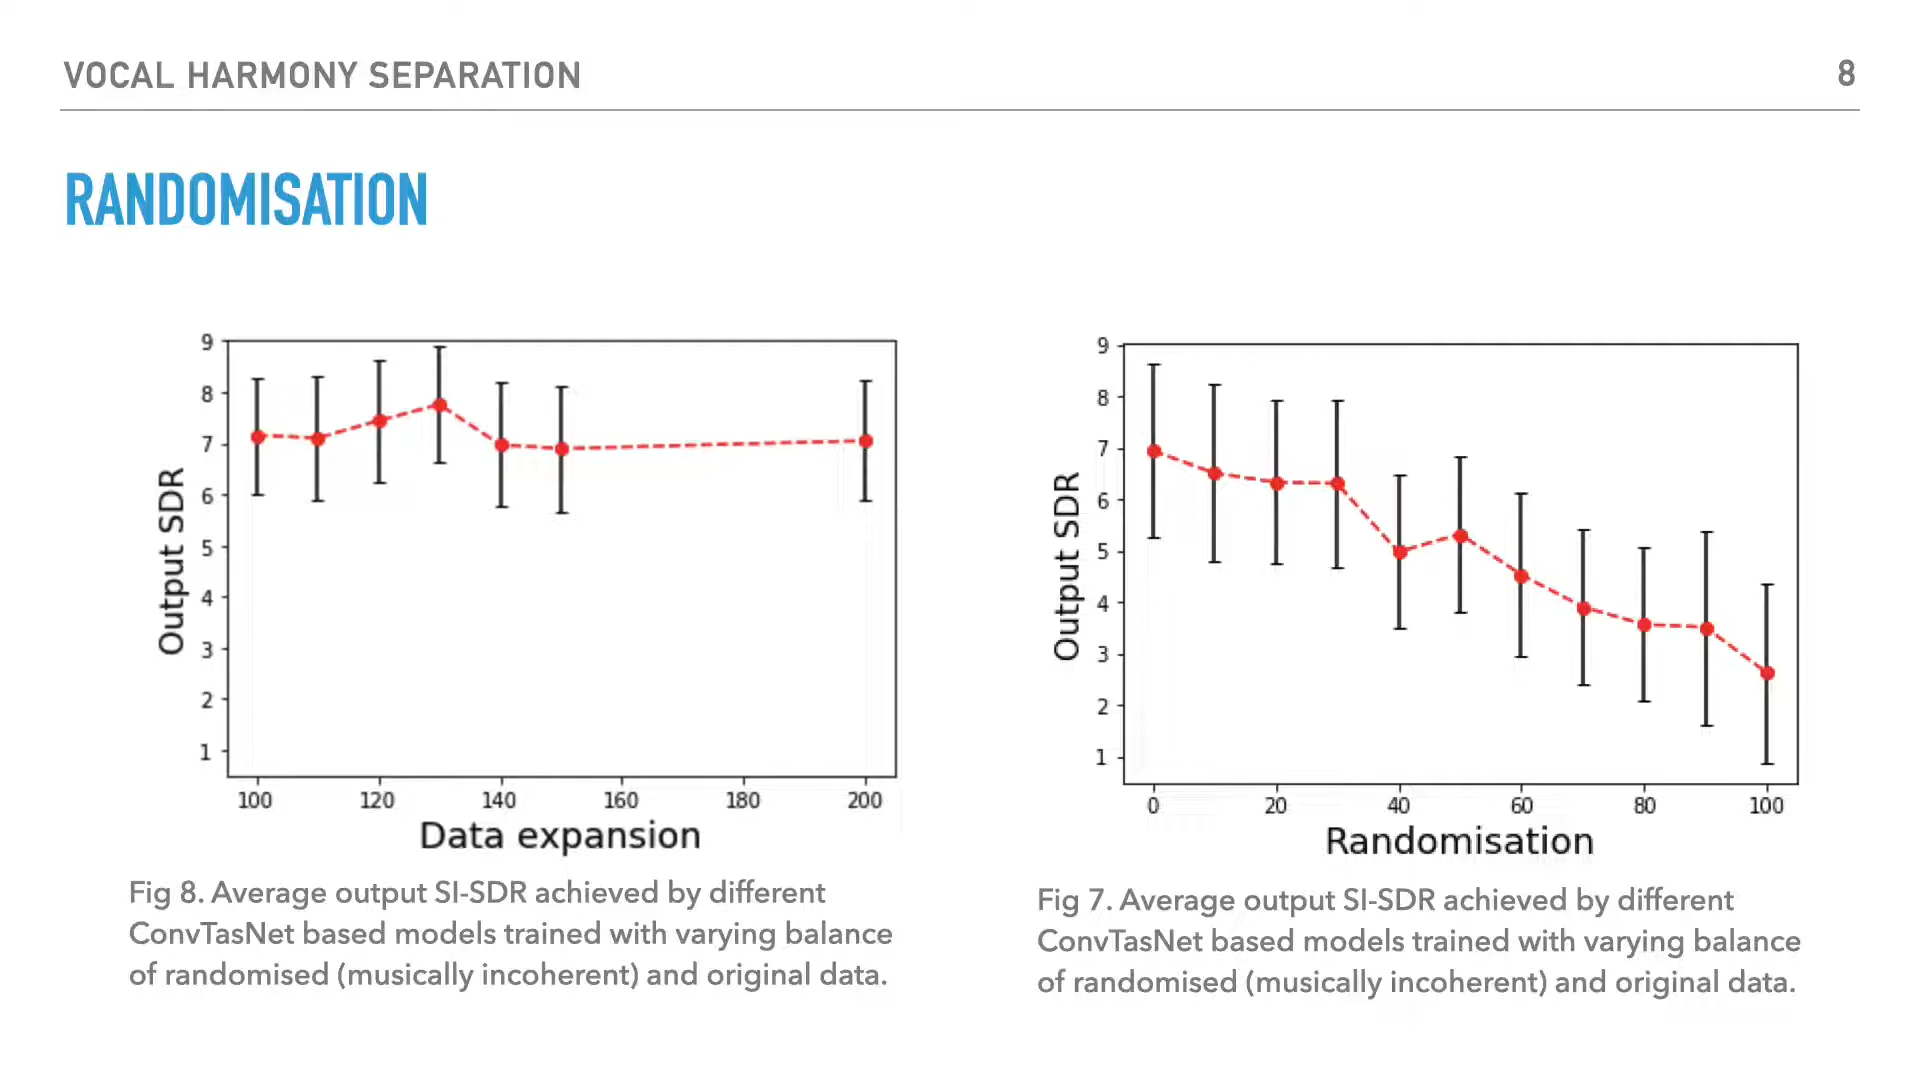 VOCAL HARMONY SEPARATION
8
RANDOMISATION
9
8
7
6
5
4
3
2
1
Output SDR
100 120 140 160 180 200
Data expansion
Fig 8. Average output SI-SDR achieved by different
ConvTasNet based models trained with varying balance
of randomised (musically incoherent) and original data.
9
8
7
6
5
4
3
2
1
Output SDR
0 20 40 60 80 100
Randomisation
Fig 7. Average output SI-SDR achieved by different
ConvTasNet based models trained with varying balance
of randomised (musically incoherent) and original data.